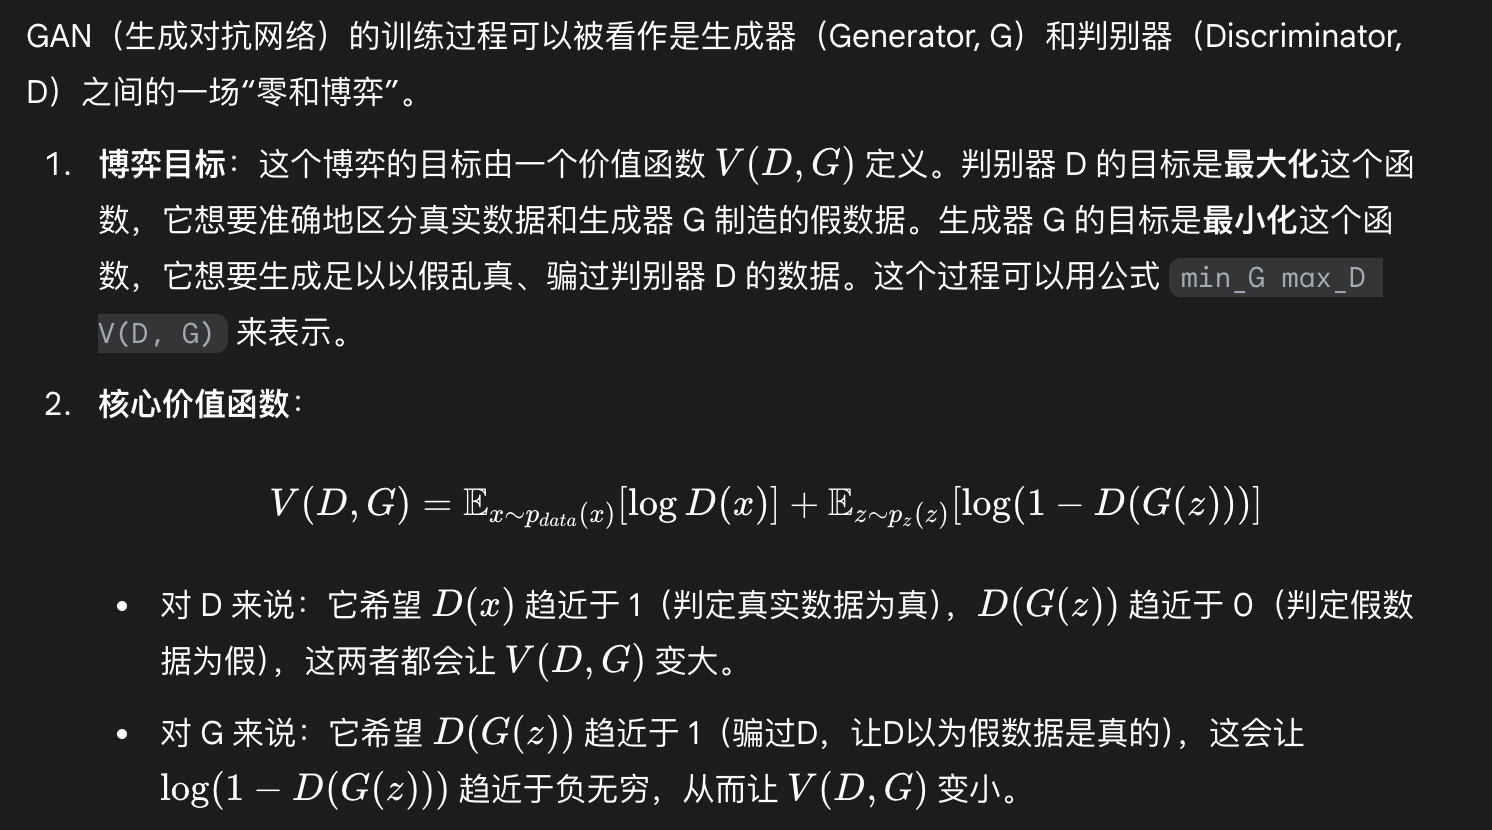 GAN（生成对抗网络）的训练过程可以被看作是生成器（Generator, G）和判别器（Discriminator,
D）之间的一场“零和博弈”。
1. 博弈目标：这个博弈的目标由一个价值函数 V(D, G) 定义。判别器 D 的目标是最大化这个函
数，它想要准确地区分真实数据和生成器 G 制造的假数据。生成器 G 的目标是最小化这个函
数，它想要生成足以以假乱真、骗过判别器 D 的数据。这个过程可以用公式 min_G max_D
V(D, G) 来表示。
2. 核心价值函数：
V(D, G) = 𝔼_{x∼p_{data}(x)}[log D(x)] + 𝔼_{z∼p_z(z)}[log(1 − D(G(z)))]
• 对 D 来说：它希望 D(x) 趋近于 1（判定真实数据为真），D(G(z)) 趋近于 0（判定假数
据为假），这两者都会让 V(D, G) 变大。
• 对 G 来说：它希望 D(G(z)) 趋近于 1（骗过D，让D以为假数据是真的），这会让
log(1 − D(G(z))) 趋近于负无穷，从而让 V(D, G) 变小。